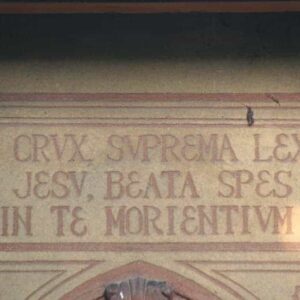 CRVX, SVPREMA LEX
JESV, BEATA SPES
IN TE MORIENTIVM